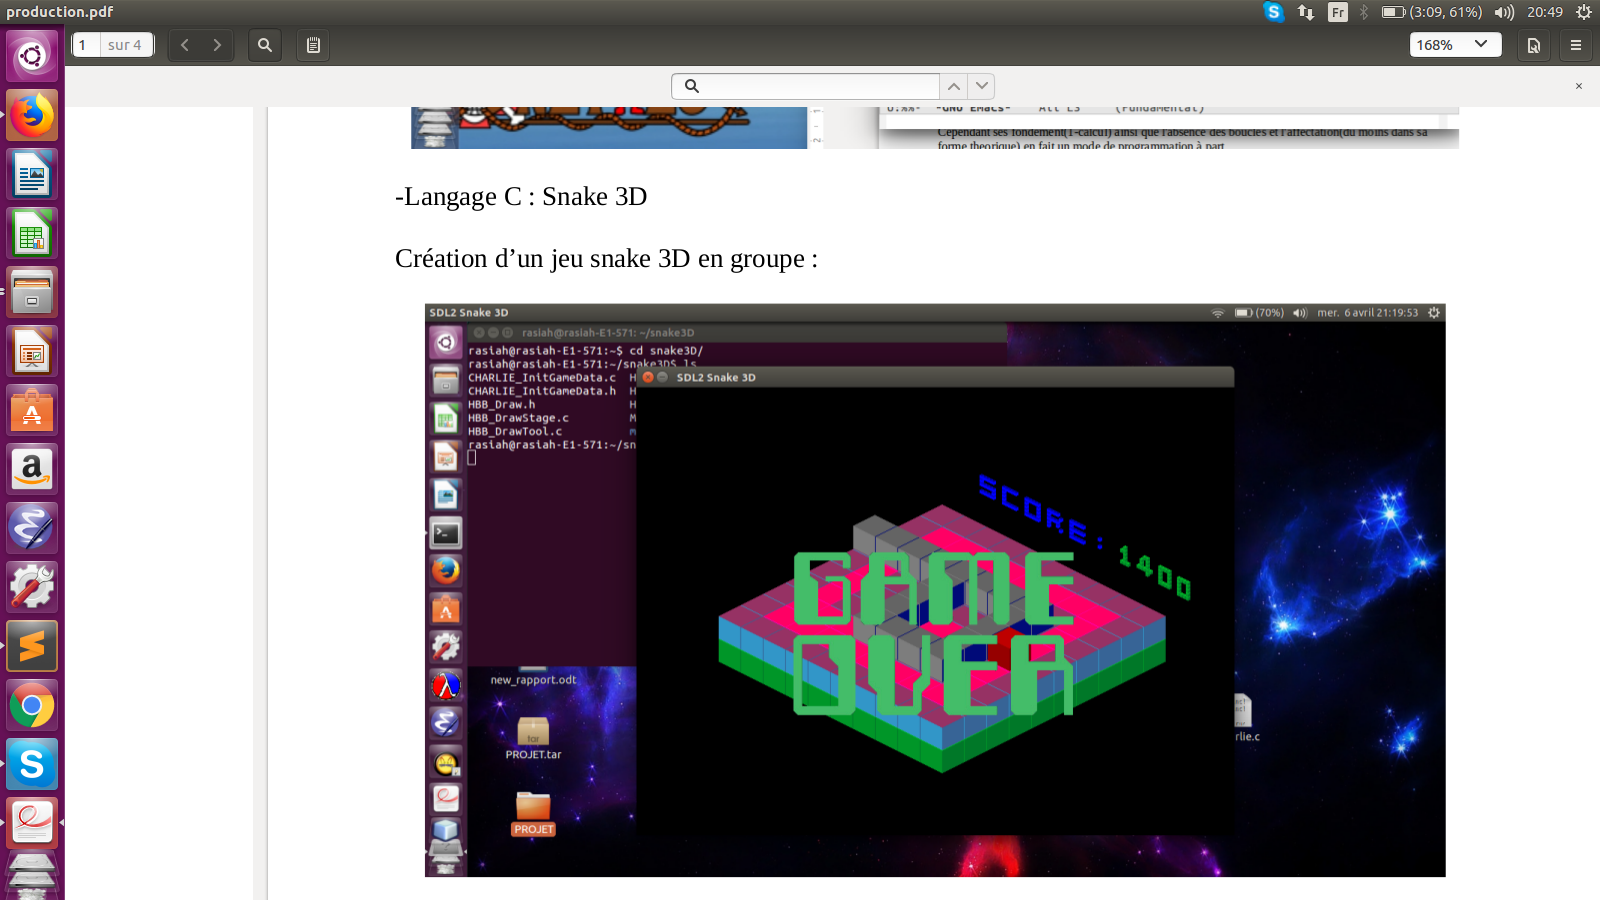 production.pdf
Fr
(3:09, 61%)
20:49
1 sur 4
168%
-GNU Emacs- All L3 (Fundamental)
Cependant ses fondement(1-calcul) ainsi que l'absence des boucles et l'affectation(du moins dans sa
forme theorique) en fait un mode de programmation à part
-Langage C : Snake 3D
Création d’un jeu snake 3D en groupe :
SDL2 Snake 3D
(70%)
mer. 6 avril 21:19:53
rasiah@rasiah-E1-571: ~/snake3D
rasiah@rasiah-E1-571:~$ cd snake3D/
rasiah@rasiah-E1-571:~/snake3D$ ls
CHARLIE_InitGameData.c H
CHARLIE_InitGameData.h H
HBB_Draw.h H
HBB_DrawStage.c M
HBB_DrawTool.c m
rasiah@rasiah-E1-571:~/sn
SDL2 Snake 3D
SCORE: 1400
GAME
OVER
new_rapport.odt
tar
PROJET.tar
PROJET
rlie.c